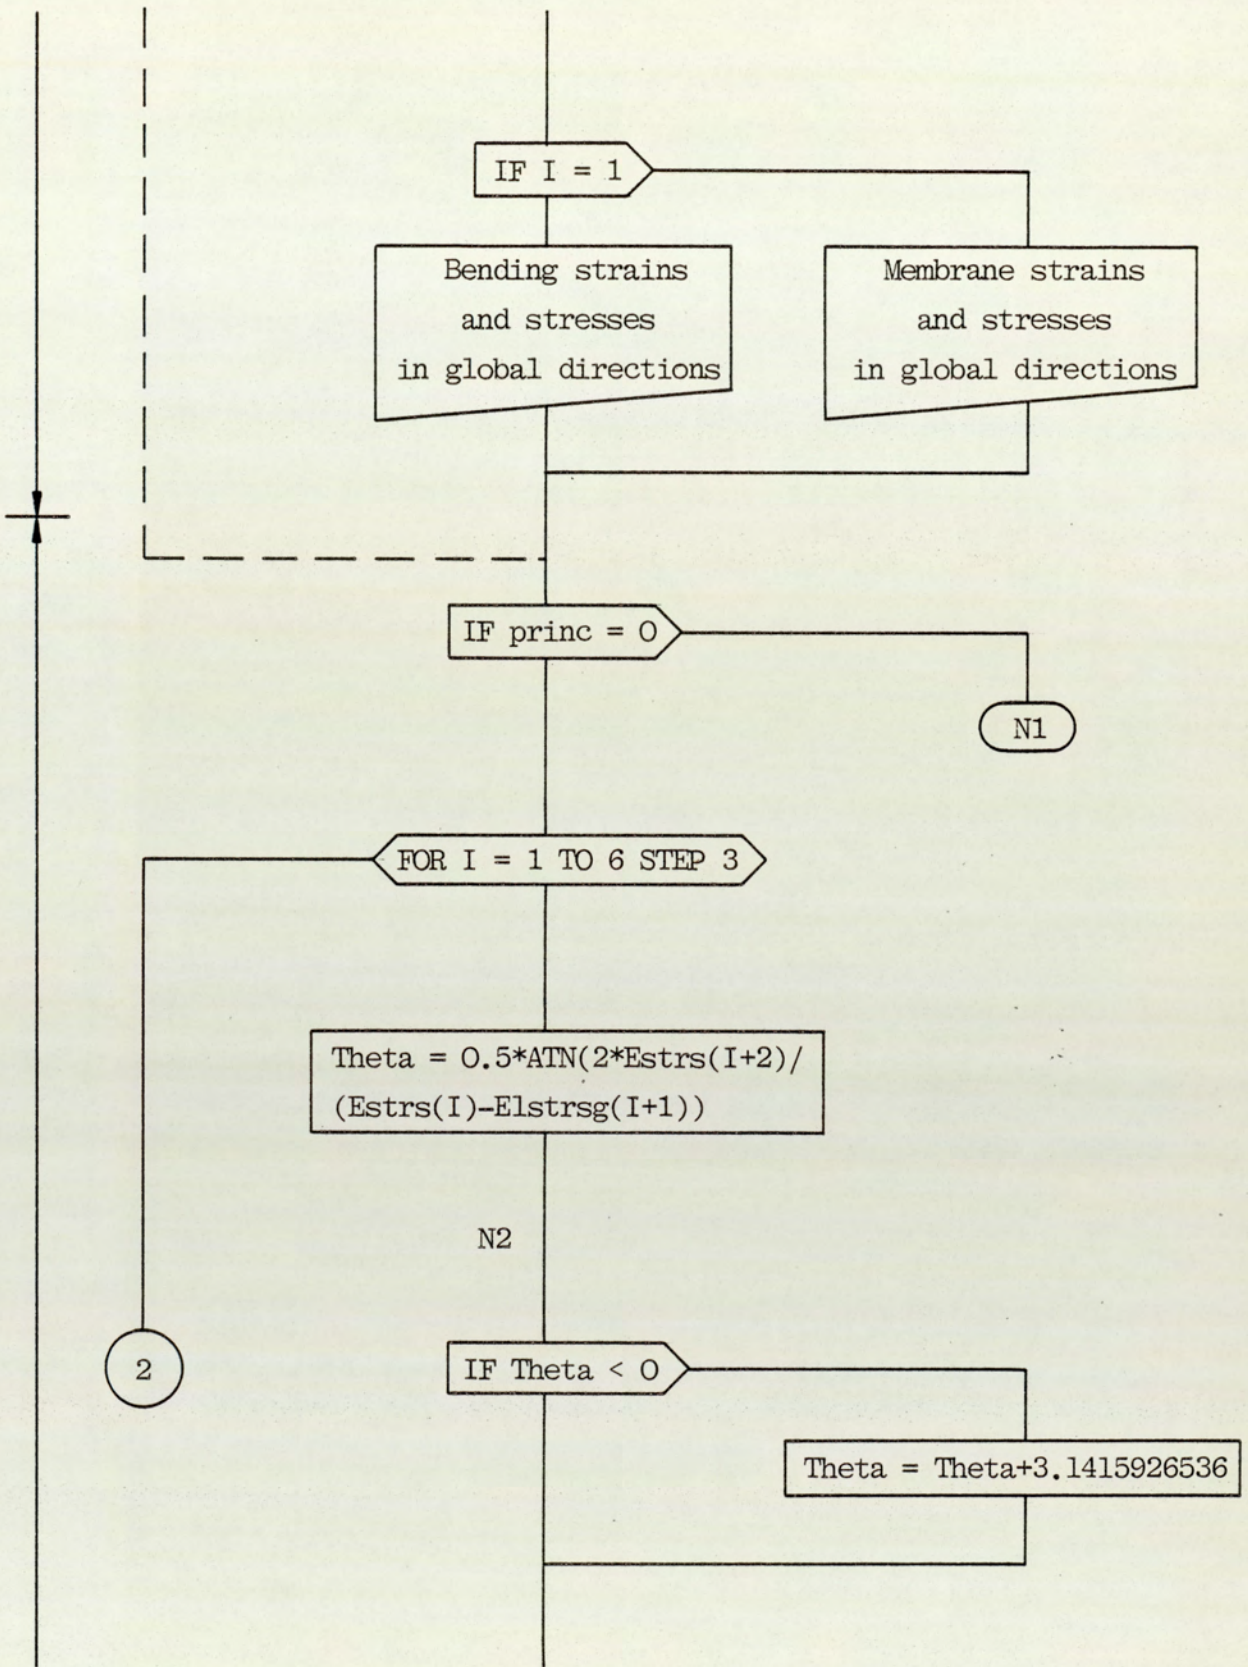 IF I = 1
Bending strains
and stresses
in global directions
Membrane strains
and stresses
in global directions
IF princ = 0
N1
FOR I = 1 TO 6 STEP 3
Theta = 0.5*ATN(2*Estrs(I+2)/
(Estrs(I)-Elstrsg(I+1))
N2
2
IF Theta < 0
Theta = Theta+3.1415926536